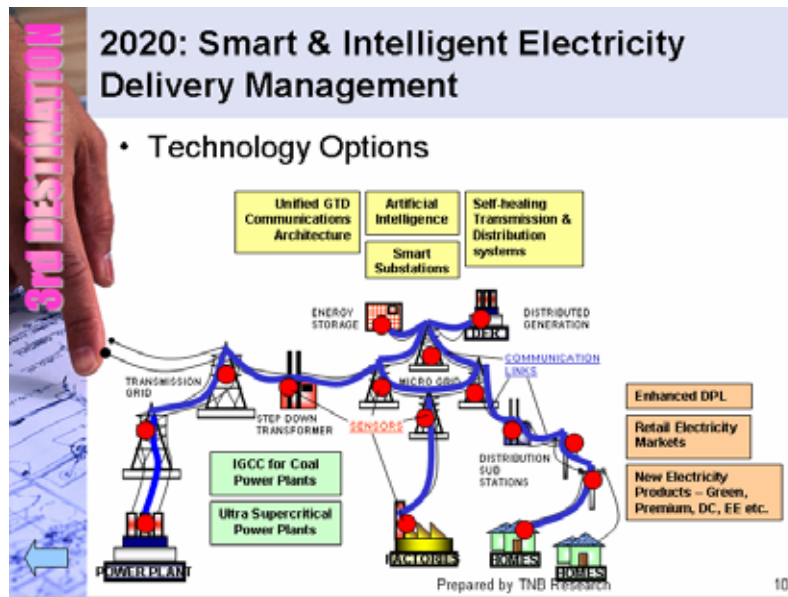 3rd DESTINATION
2020: Smart & Intelligent Electricity
Delivery Management
• Technology Options
Unified GTD
Communications
Architecture
Artificial
Intelligence
Smart
Substations
Self-healing
Transmission &
Distribution
systems
ENERGY
STORAGE
DISTRIBUTED
GENERATION
COMMUNICATION
LINKS
TRANSMISSION
GRID
MICRO GRID
STEP DOWN
TRANSFORMER
SENSORS
DISTRIBUTION
SUB
STATIONS
Enhanced DPL
Retail Electricity
Markets
New Electricity
Products – Green,
Premium, DC, EE etc.
IGCC for Coal
Power Plants
Ultra Supercritical
Power Plants
POWER PLANT
FACTORIES
HOMES
HOMES
Prepared by TNB Research
10